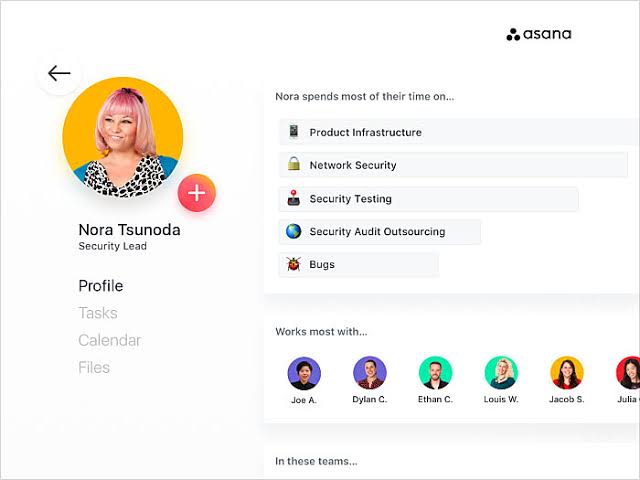 asana
Nora Tsunoda
Security Lead
Profile
Tasks
Calendar
Files
Nora spends most of their time on...
Product Infrastructure
Network Security
Security Testing
Security Audit Outsourcing
Bugs
Works most with...
Joe A.
Dylan C.
Ethan C.
Louis W.
Jacob S.
Julia
In these teams...